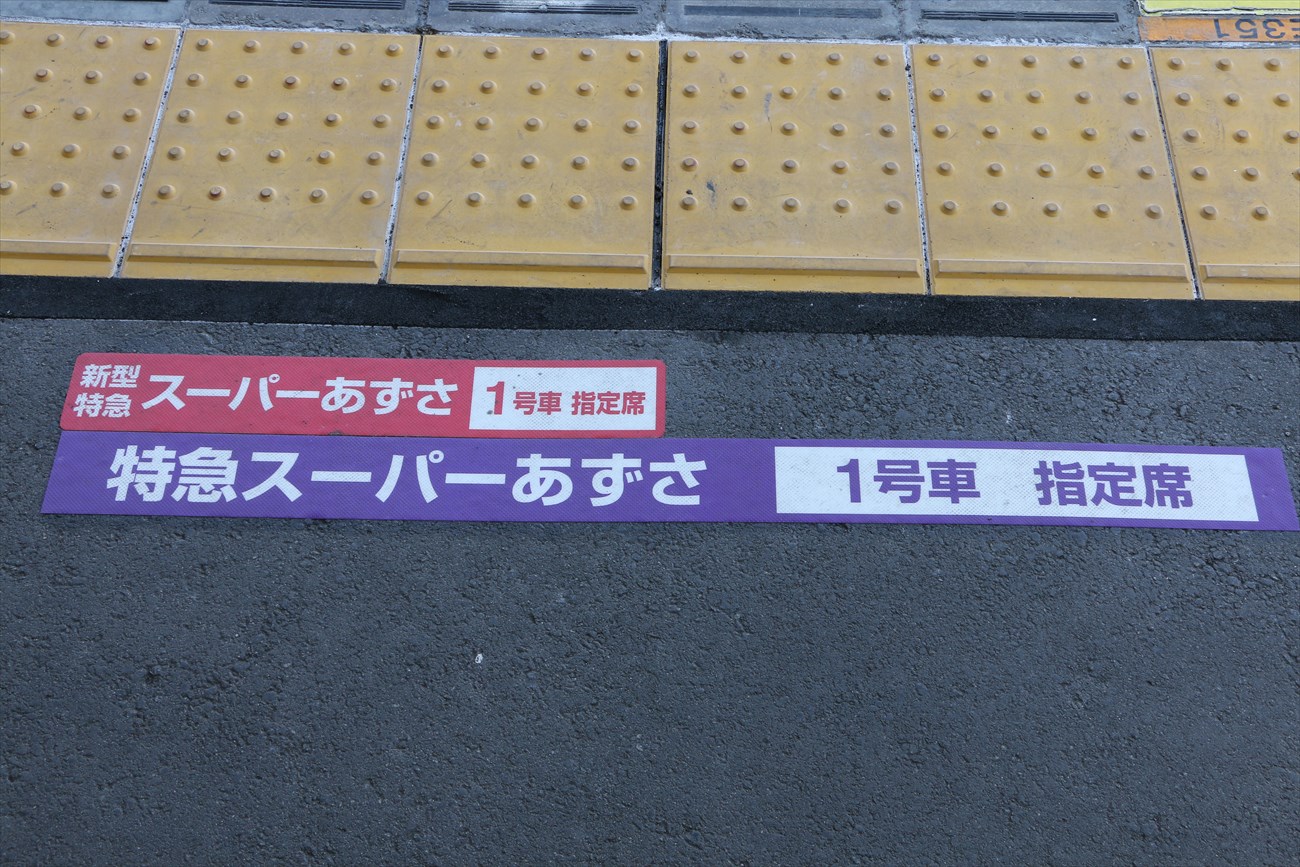 E351
新型
特急 スーパーあずさ 1号車 指定席
特急スーパーあずさ 1号車 指定席